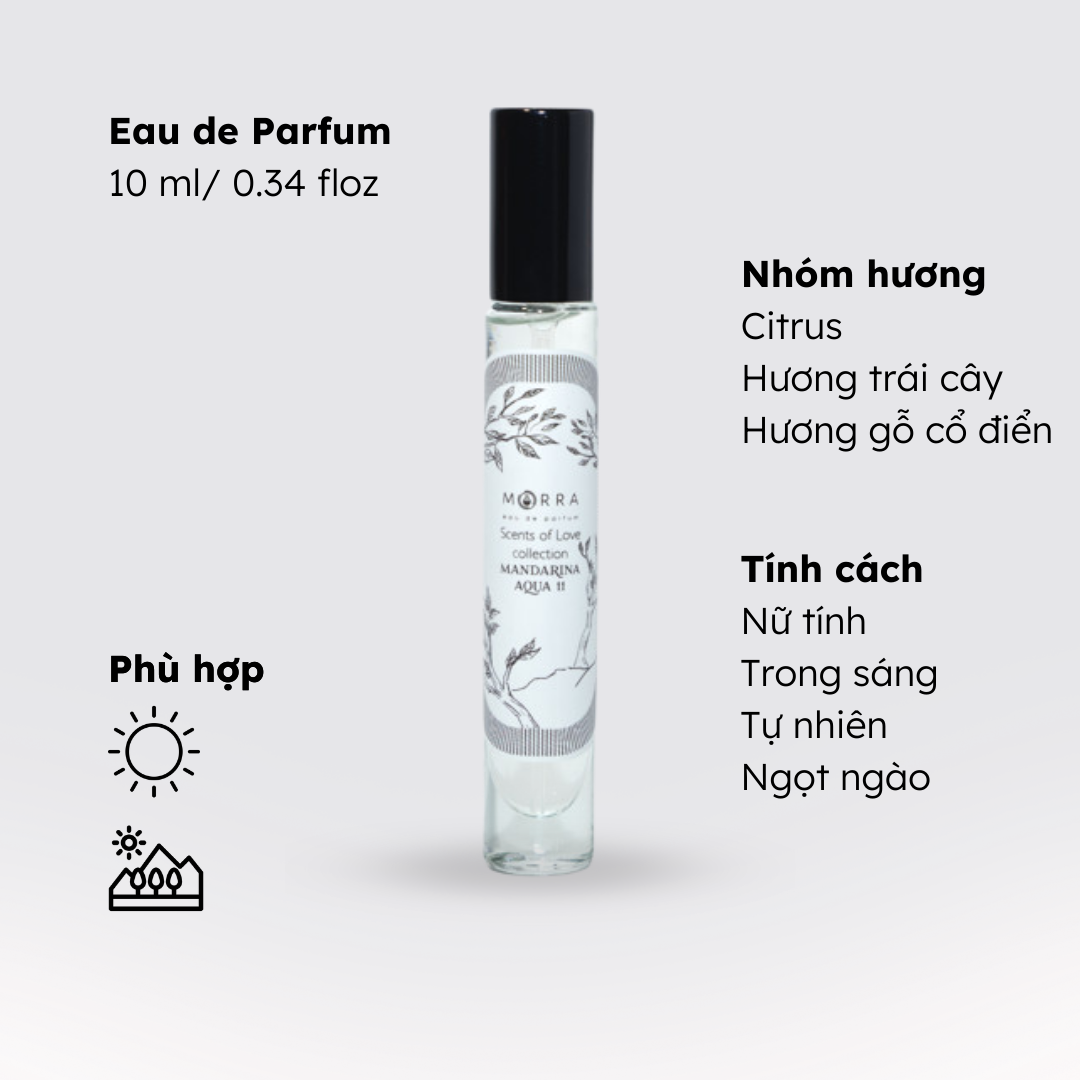 Eau de Parfum
10 ml/ 0.34 floz
Nhóm hương
Citrus
Hương trái cây
Hương gỗ cổ điển
MORRA
eau de parfum
Scents of Love
collection
MANDARINA
AQUA 11
Tính cách
Nữ tính
Trong sáng
Tự nhiên
Ngọt ngào
Phù hợp